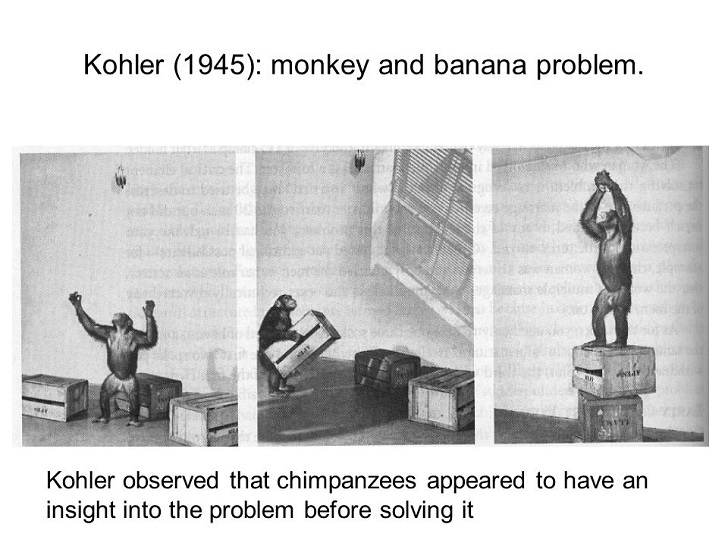 Kohler (1945): monkey and banana problem.
Kohler observed that chimpanzees appeared to have an
insight into the problem before solving it